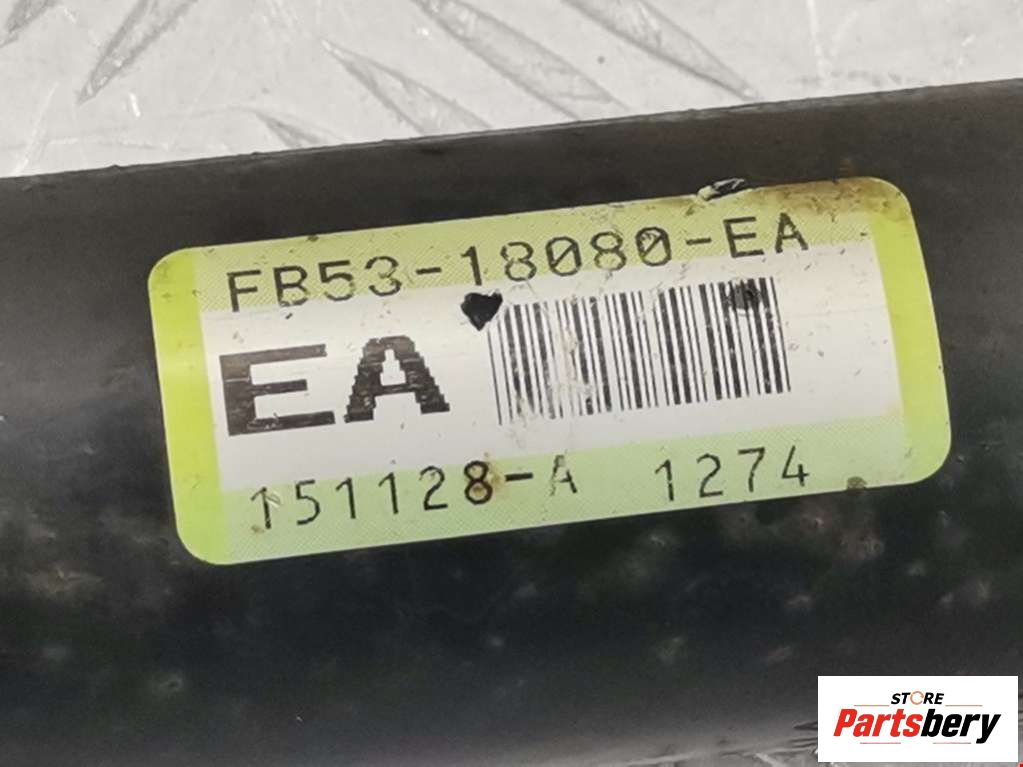 FB53-18080-EA
EA
151128-A 1274
STORE
Partsbery